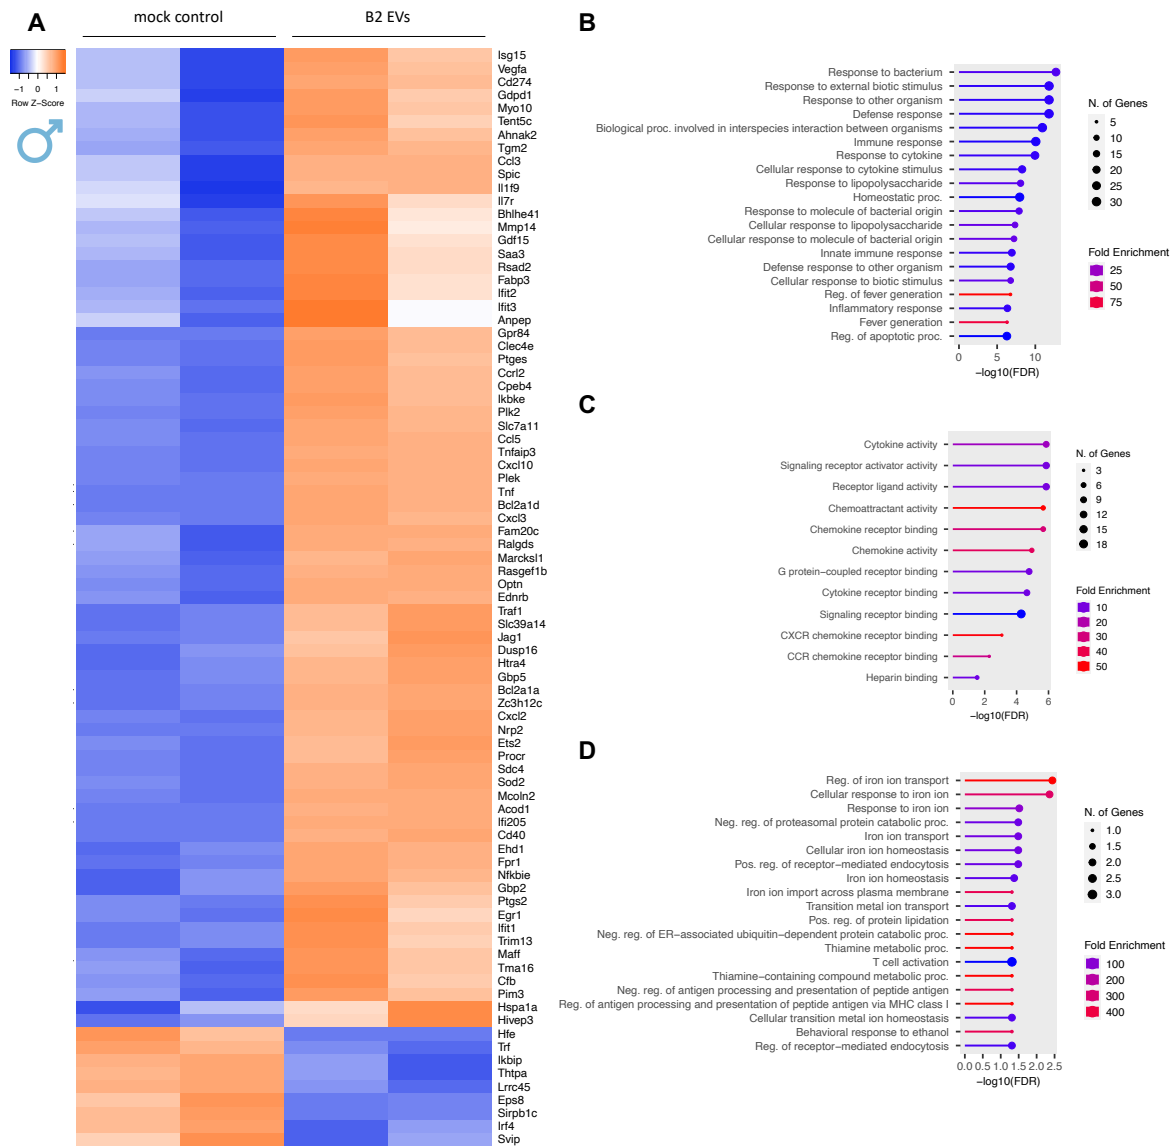 A
mock control
B2 EVs
−1 0 1
Row Z−Score
Isg15
Vegfa
Cd274
Gdpd1
Myo10
Tent5c
Ahnak2
Tgm2
Ccl3
Spic
Il1f9
Il7r
Bhlhe41
Mmp14
Gdf15
Saa3
Rsad2
Fabp3
Ifit2
Ifit3
Anpep
Gpr84
Clec4e
Ptges
Ccrl2
Cpeb4
Ikbke
Plk2
Slc7a11
Ccl5
Tnfaip3
Cxcl10
Plek
Tnf
Bcl2a1d
Cxcl3
Fam20c
Ralgds
Marcksl1
Rasgef1b
Optn
Ednrb
Traf1
Slc39a14
Jag1
Dusp16
Htra4
Gbp5
Bcl2a1a
Zc3h12c
Cxcl2
Nrp2
Ets2
Procr
Sdc4
Sod2
Mcoln2
Acod1
Ifi205
Cd40
Ehd1
Fpr1
Nfkbie
Gbp2
Ptgs2
Egr1
Ifit1
Trim13
Maff
Tma16
Cfb
Pim3
Hspa1a
Hivep3
Hfe
Trf
Ikbip
Thtpa
Lrrc45
Eps8
Sirpb1c
Irf4
Svip
B
Response to bacterium
Response to external biotic stimulus
Response to other organism
Defense response
Biological proc. involved in interspecies interaction between organisms
Immune response
Response to cytokine
Cellular response to cytokine stimulus
Response to lipopolysaccharide
Homeostatic proc.
Response to molecule of bacterial origin
Cellular response to lipopolysaccharide
Cellular response to molecule of bacterial origin
Innate immune response
Defense response to other organism
Cellular response to biotic stimulus
Reg. of fever generation
Inflammatory response
Fever generation
Reg. of apoptotic proc.
0 5 10
−log10(FDR)
N. of Genes
5
10
15
20
25
30
Fold Enrichment
25
50
75
C
Cytokine activity
Signaling receptor activator activity
Receptor ligand activity
Chemoattractant activity
Chemokine receptor binding
Chemokine activity
G protein−coupled receptor binding
Cytokine receptor binding
Signaling receptor binding
CXCR chemokine receptor binding
CCR chemokine receptor binding
Heparin binding
0 2 4 6
−log10(FDR)
N. of Genes
3
6
9
12
15
18
Fold Enrichment
10
20
30
40
50
D
Reg. of iron ion transport
Cellular response to iron ion
Response to iron ion
Neg. reg. of proteasomal protein catabolic proc.
Iron ion transport
Cellular iron ion homeostasis
Pos. reg. of receptor−mediated endocytosis
Iron ion homeostasis
Iron ion import across plasma membrane
Transition metal ion transport
Pos. reg. of protein lipidation
Neg. reg. of ER−associated ubiquitin−dependent protein catabolic proc.
Thiamine metabolic proc.
T cell activation
Thiamine−containing compound metabolic proc.
Neg. reg. of antigen processing and presentation of peptide antigen
Reg. of antigen processing and presentation of peptide antigen via MHC class I
Cellular transition metal ion homeostasis
Behavioral response to ethanol
Reg. of receptor−mediated endocytosis
0.0 0.5 1.0 1.5 2.0 2.5
−log10(FDR)
N. of Genes
1.0
1.5
2.0
2.5
3.0
Fold Enrichment
100
200
300
400